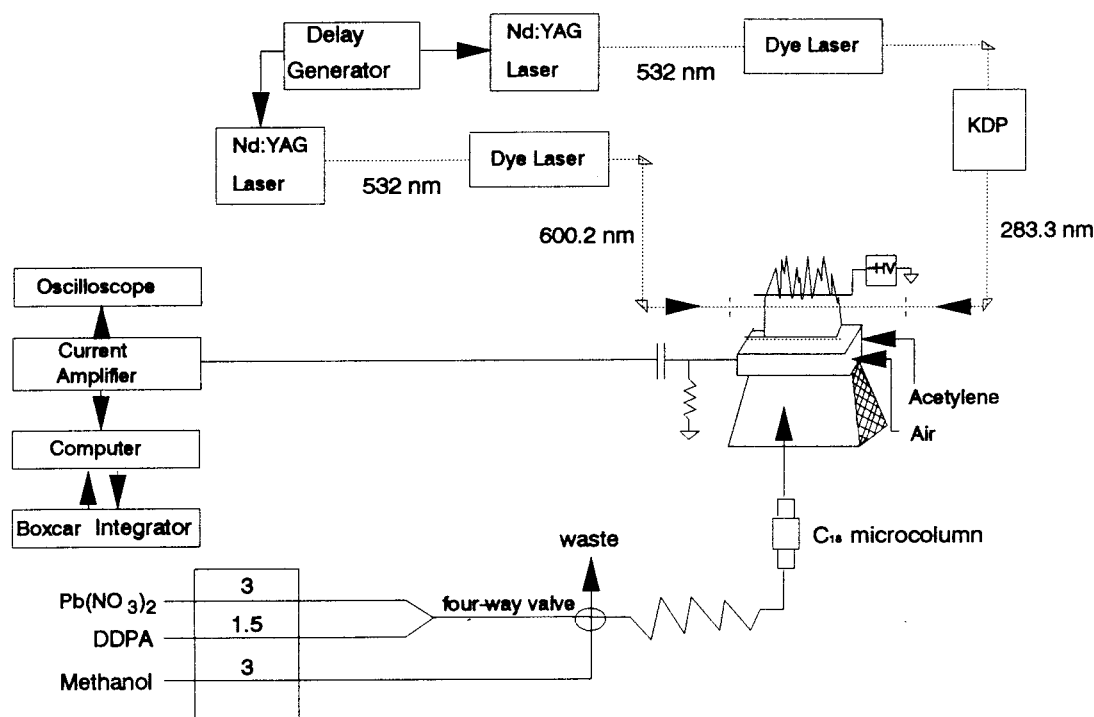 Delay
Generator
Nd:YAG
Laser
532 nm
Dye Laser
KDP
Nd:YAG
Laser
532 nm
Dye Laser
600.2 nm
283.3 nm
-HV
Oscilloscope
Current
Amplifier
Computer
Boxcar Integrator
Acetylene
Air
C₁₈ microcolumn
waste
four-way valve
Pb(NO₃)₂
3
DDPA
1.5
Methanol
3